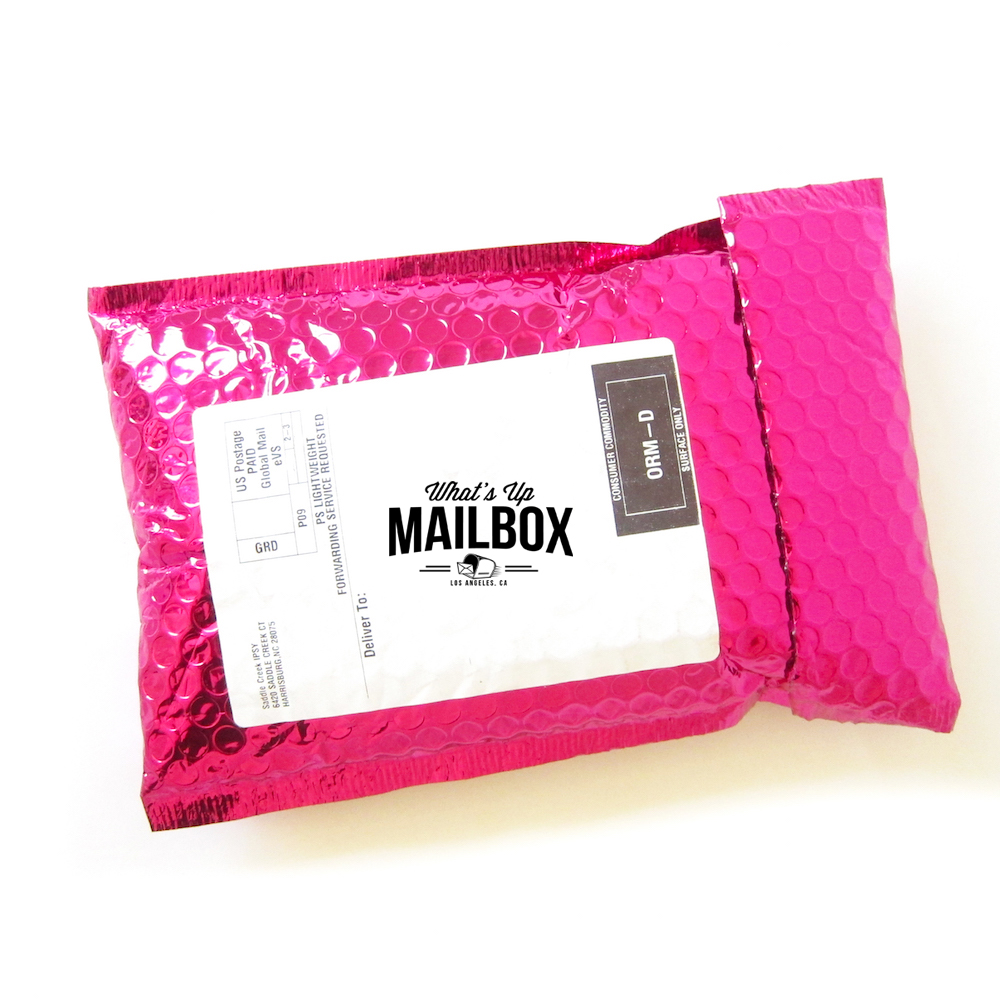 US Postage
PAID
Global Mail
eVS
2-3
GRD
P09
PS LIGHTWEIGHT
FORWARDING SERVICE REQUESTED
Saddle Creek IPSY
6420 SADDLE CREEK CT
HARRISBURG, NC 28075
Deliver To:
What's Up
MAILBOX
LOS ANGELES, CA
CONSUMER COMMODITY
ORM-D
SURFACE ONLY